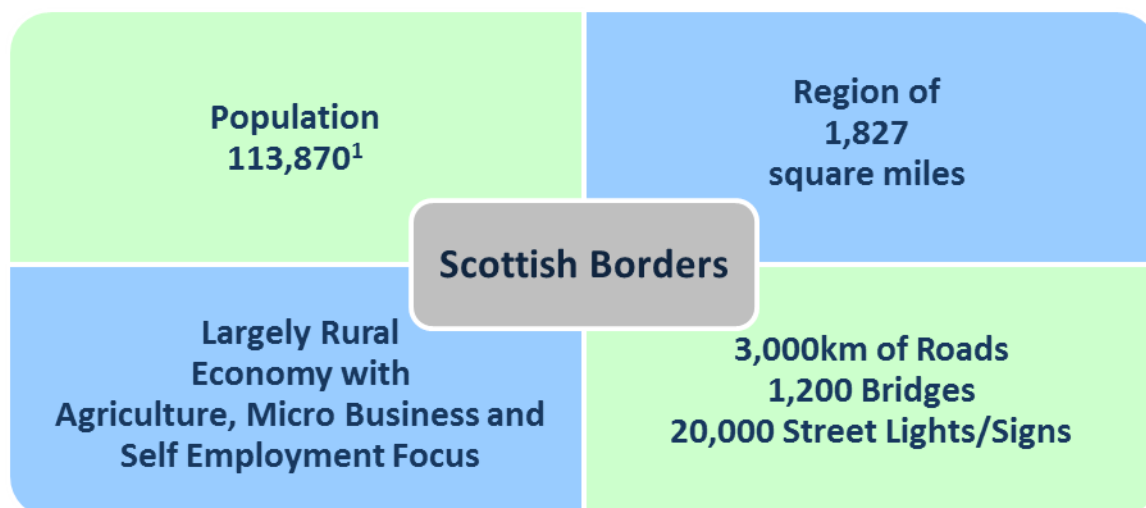 Population
113,870¹
Region of
1,827
square miles
Scottish Borders
Largely Rural
Economy with
Agriculture, Micro Business and
Self Employment Focus
3,000km of Roads
1,200 Bridges
20,000 Street Lights/Signs